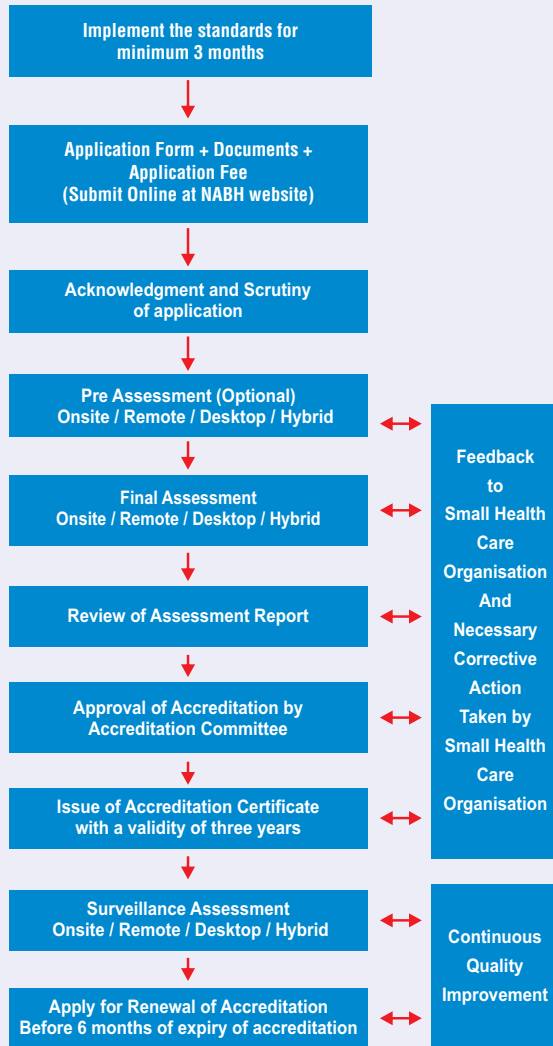 Implement the standards for
minimum 3 months
Application Form + Documents +
Application Fee
(Submit Online at NABH website)
Acknowledgment and Scrutiny
of application
Pre Assessment (Optional)
Onsite / Remote / Desktop / Hybrid
Final Assessment
Onsite / Remote / Desktop / Hybrid
Review of Assessment Report
Approval of Accreditation by
Accreditation Committee
Issue of Accreditation Certificate
with a validity of three years
Feedback
to
Small Health
Care
Organisation
And
Necessary
Corrective
Action
Taken by
Small Health
Care
Organisation
Surveillance Assessment
Onsite / Remote / Desktop / Hybrid
Apply for Renewal of Accreditation
Before 6 months of expiry of accreditation
Continuous
Quality
Improvement